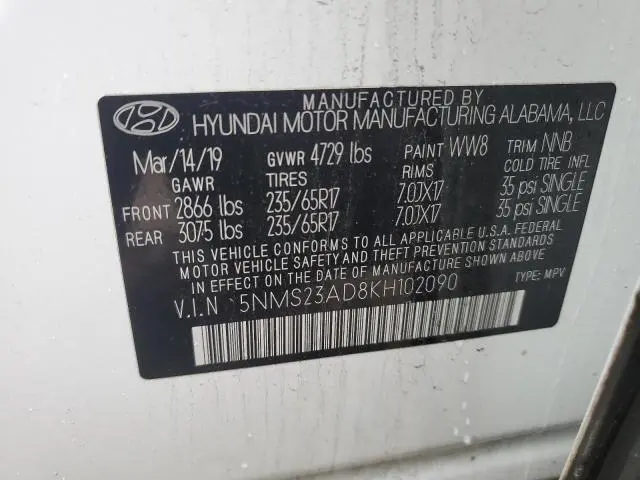 MANUFACTURED BY
HYUNDAI MOTOR MANUFACTURING ALABAMA, LLC
Mar/14/19 GVWR 4729 lbs PAINT WW8 TRIM NNB
GAWR TIRES RIMS COLD TIRE INFL
FRONT 2866 lbs 235/65R17 7.0JX17 35 psi SINGLE
REAR 3075 lbs 235/65R17 7.0JX17 35 psi SINGLE
THIS VEHICLE CONFORMS TO ALL APPLICABLE U.S.A. FEDERAL
MOTOR VEHICLE SAFETY AND THEFT PREVENTION STANDARDS
IN EFFECT ON THE DATE OF MANUFACTURE SHOWN ABOVE.
V.I.N 5NMS23AD8KH102090 TYPE: MPV